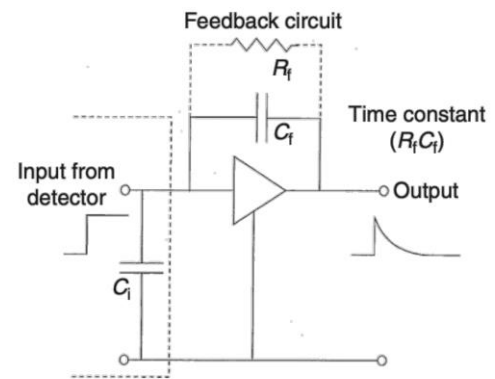 Feedback circuit
Rf
Cf
Time constant
(RfCf)
Input from
detector
Output
Ci